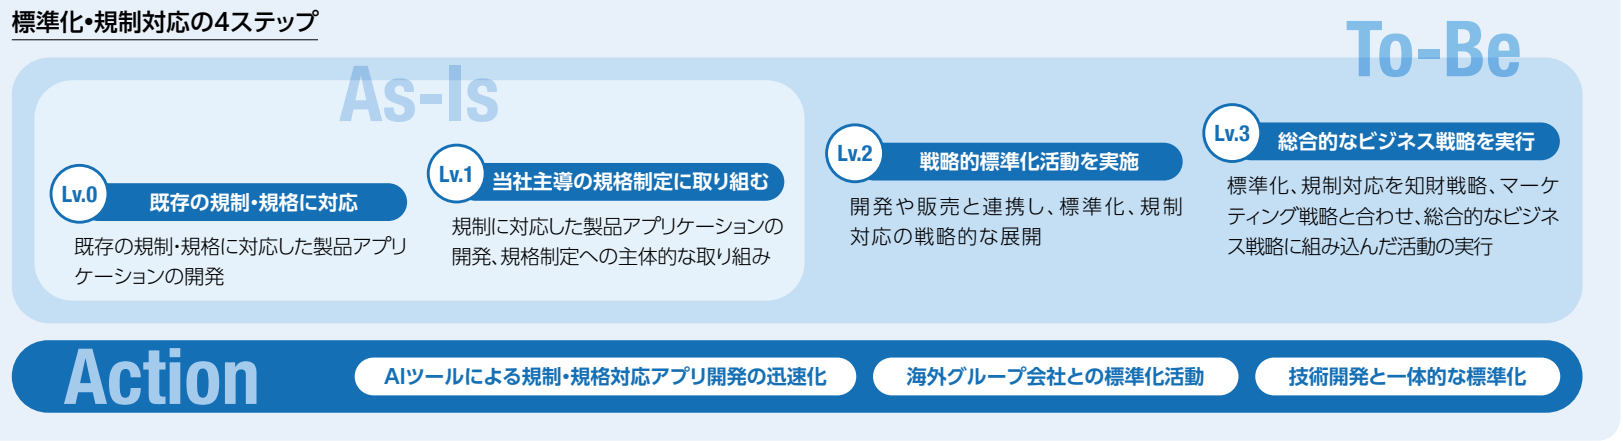 標準化・規制対応の4ステップ
To-Be
As-Is
Lv.0
既存の規制・規格に対応
既存の規制・規格に対応した製品アプリ
ケーションの開発
Lv.1
当社主導の規格制定に取り組む
規制に対応した製品アプリケーションの
開発、規格制定への主体的な取り組み
Lv.2
戦略的標準化活動を実施
開発や販売と連携し、標準化、規制
対応の戦略的な展開
Lv.3
総合的なビジネス戦略を実行
標準化、規制対応を知財戦略、マーケ
ティング戦略と合わせ、総合的なビジネ
ス戦略に組み込んだ活動の実行
Action
AIツールによる規制・規格対応アプリ開発の迅速化
海外グループ会社との標準化活動
技術開発と一体的な標準化